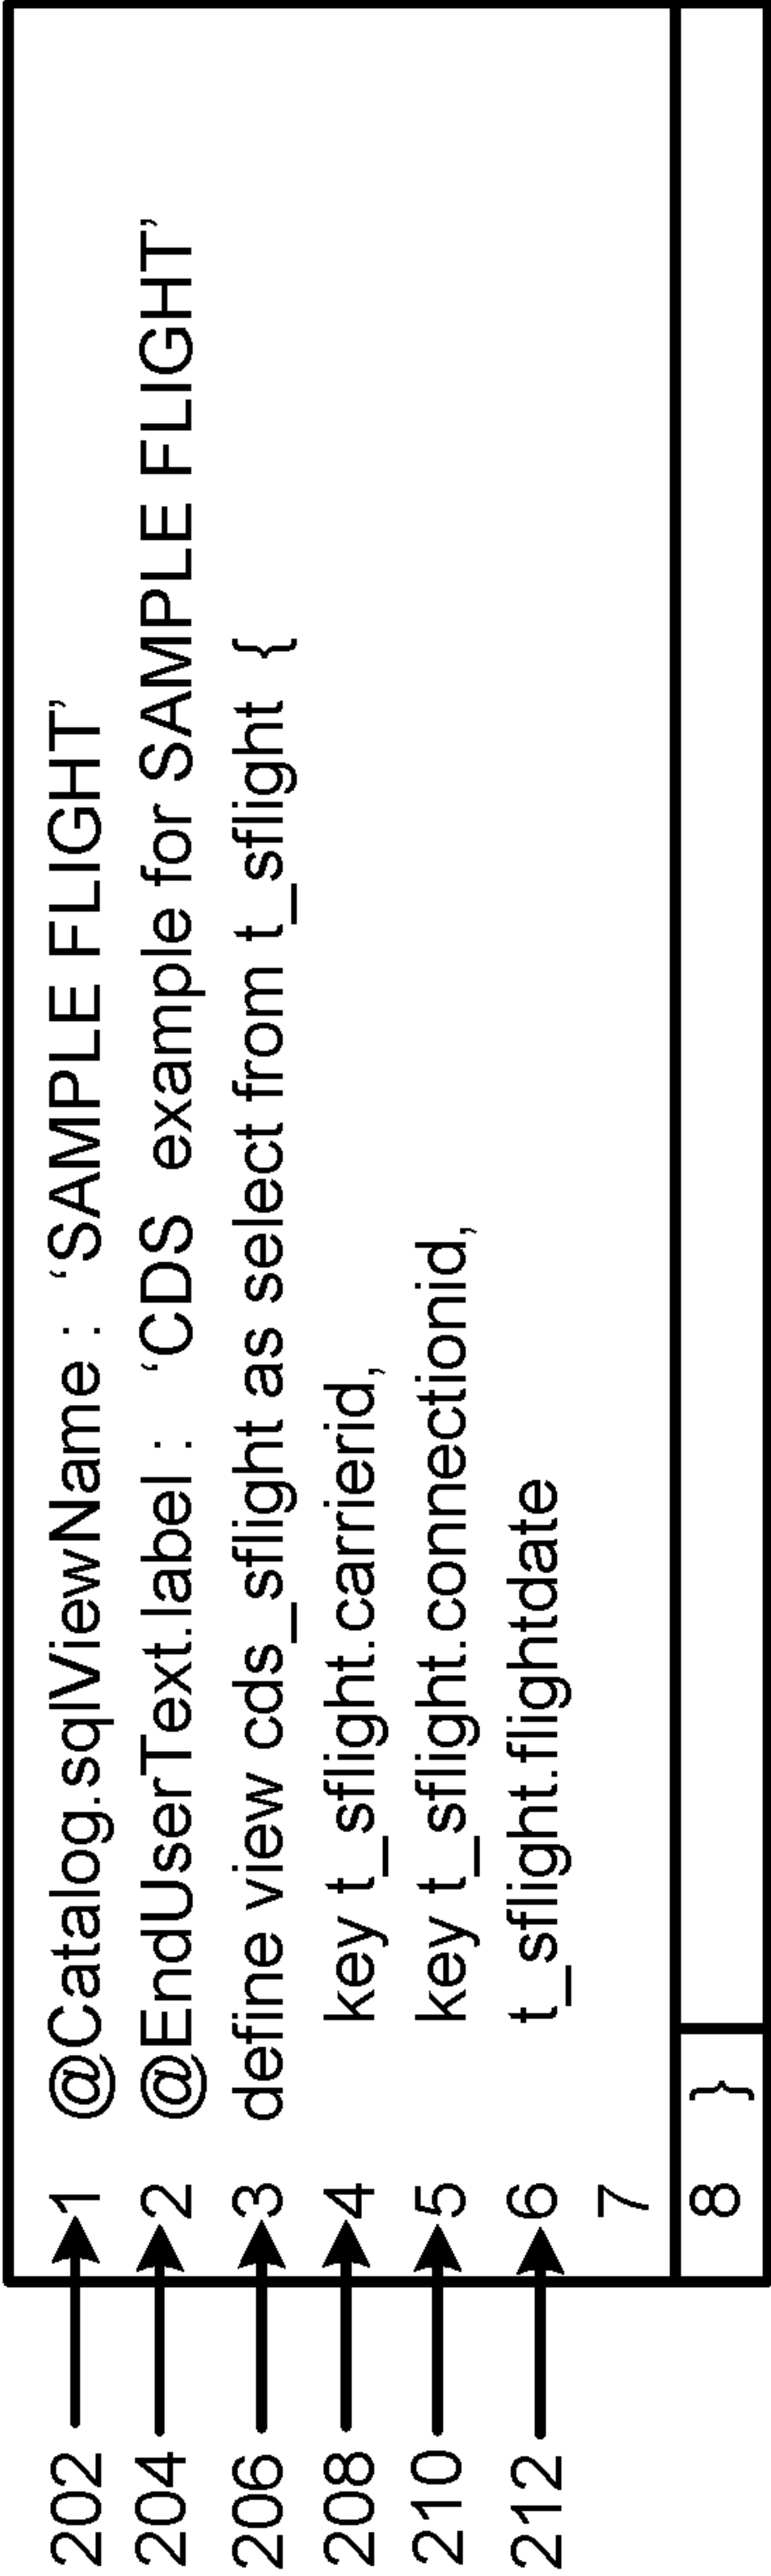 202 1 @Catalog.sqlViewName : ‘SAMPLE FLIGHT’
204 2 @EndUserText.label : ‘CDS example for SAMPLE FLIGHT’
206 3 define view cds_sflight as select from t_sflight {
208 4 key t_sflight.carrierid,
210 5 key t_sflight.connectionid,
212 6 t_sflight.flightdate
7
8 }